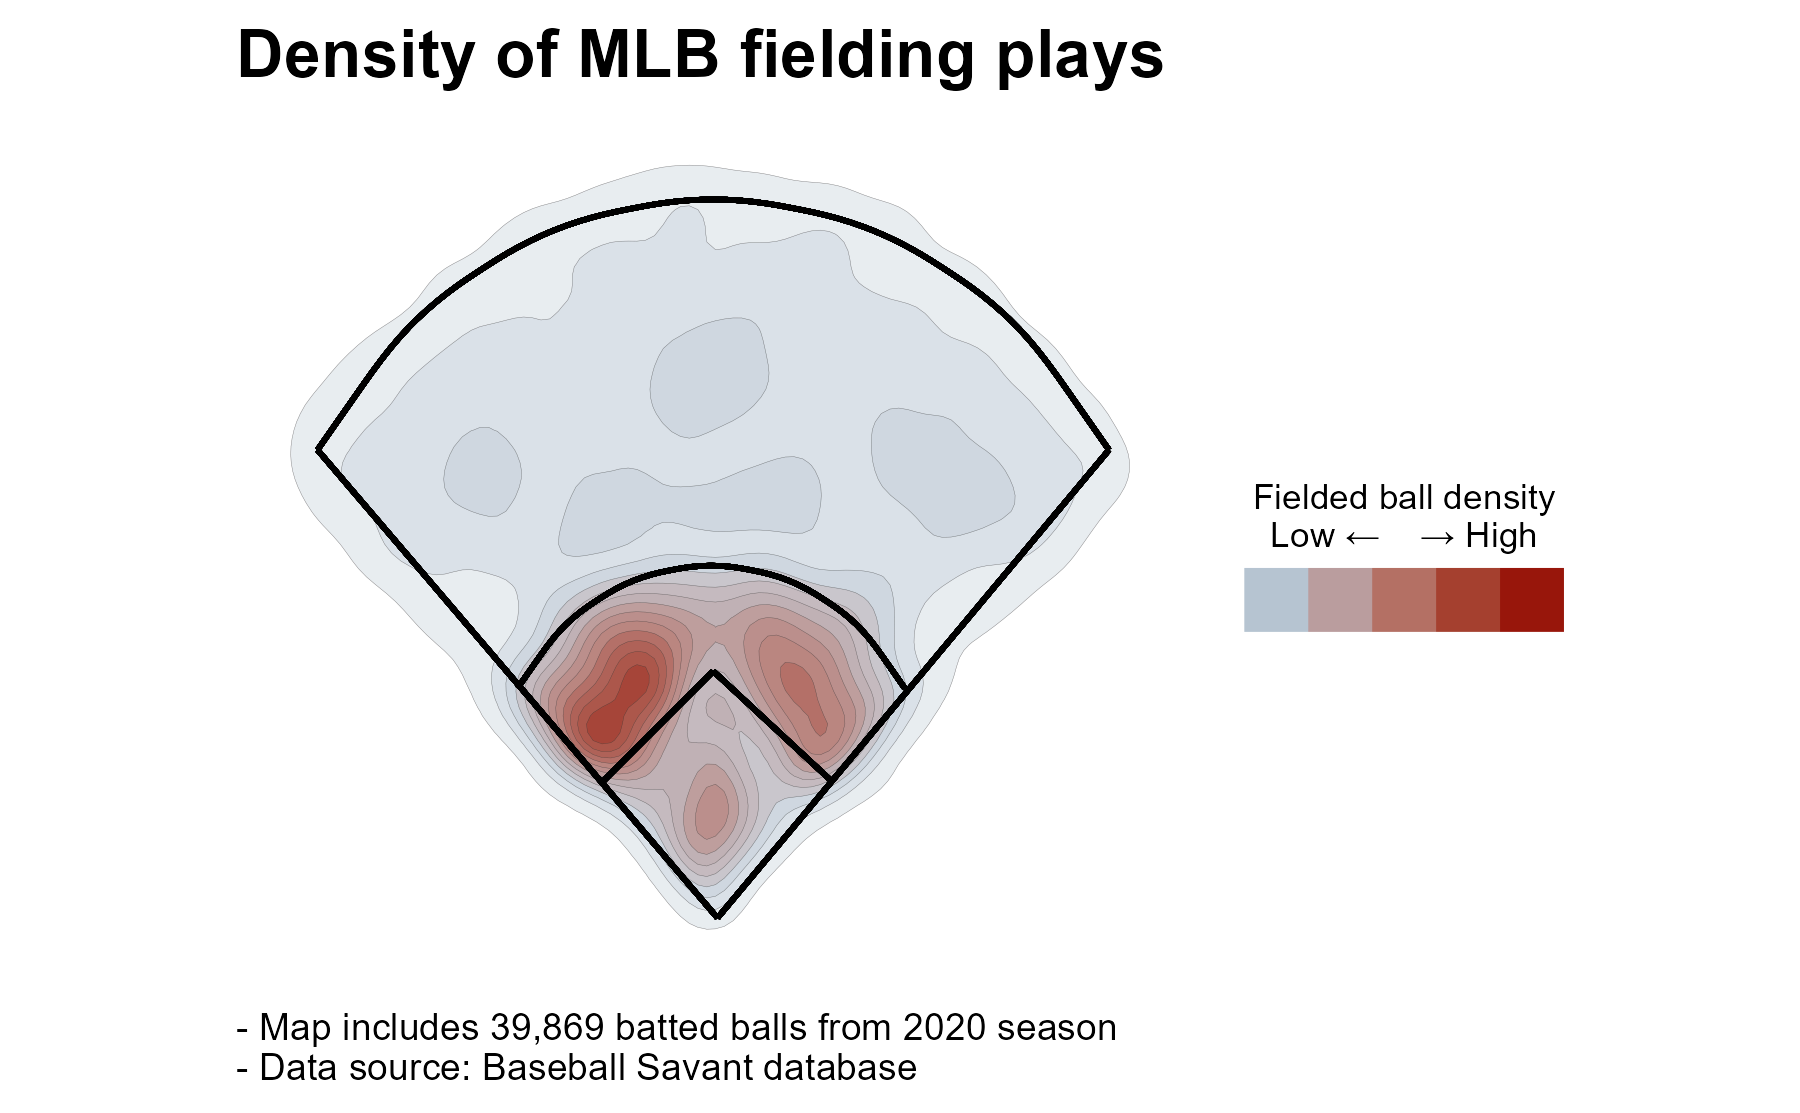 Density of MLB fielding plays
Fielded ball density
Low ← → High
- Map includes 39,869 batted balls from 2020 season
- Data source: Baseball Savant database